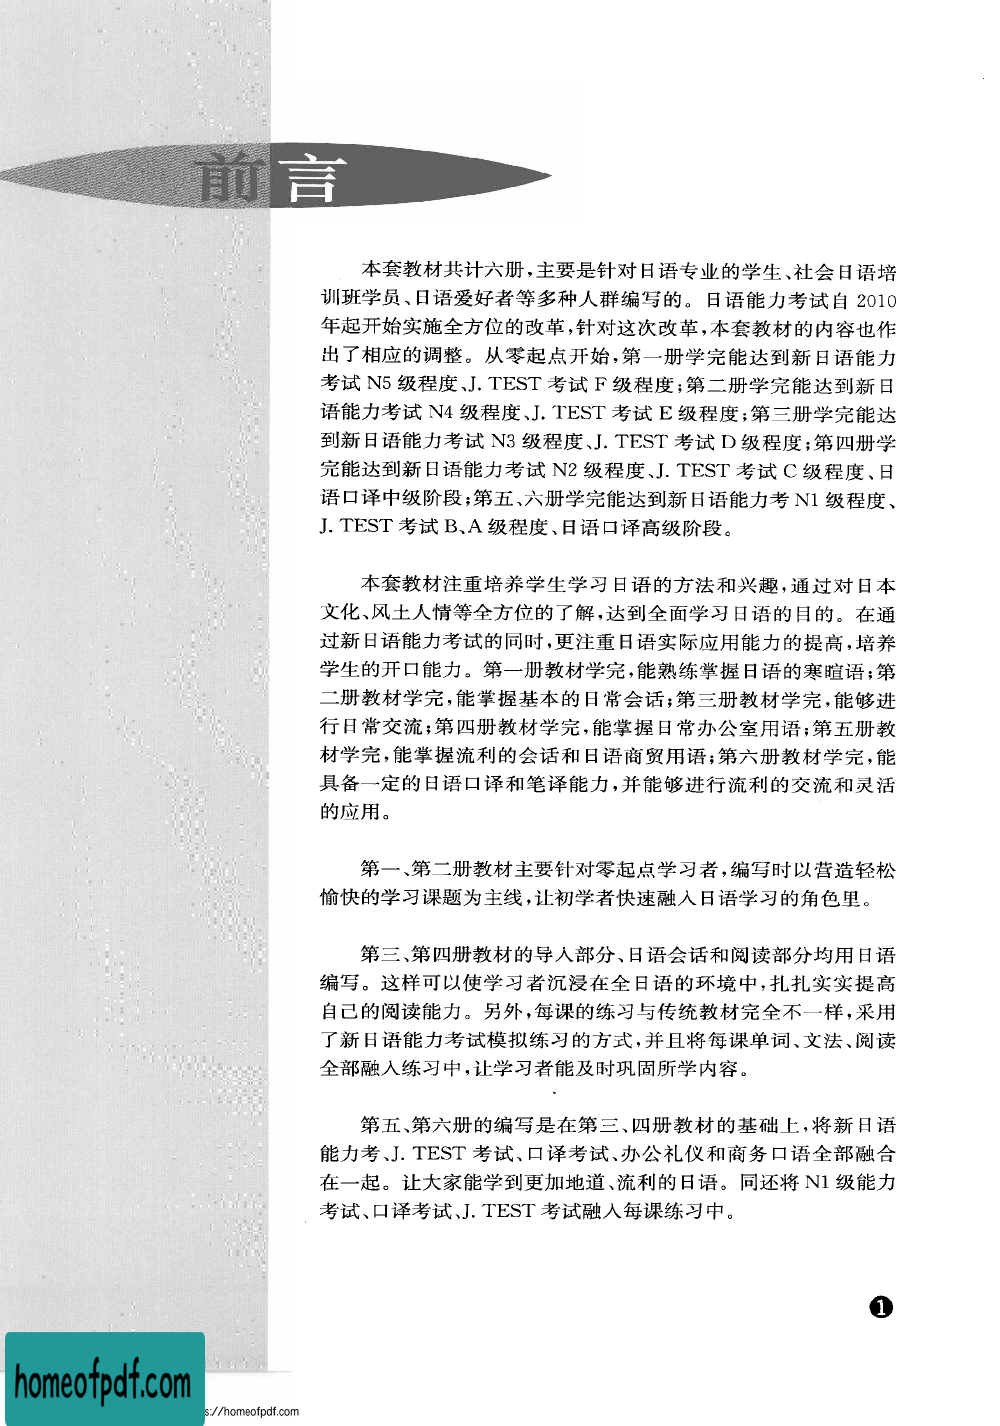 前言
本套教材共计六册,主要是针对日语专业的学生、社会日语培
训班学员、日语爱好者等多种人群编写的。日语能力考试自 2010
年起开始实施全方位的改革,针对这次改革,本套教材的内容也作
出了相应的调整。从零起点开始,第一册学完能达到新日语能力
考试 N5 级程度、J. TEST 考试 F 级程度;第二册学完能达到新日
语能力考试 N4 级程度、J. TEST 考试 E 级程度;第三册学完能达
到新日语能力考试 N3 级程度、J. TEST 考试 D 级程度;第四册学
完能达到新日语能力考试 N2 级程度、J. TEST 考试 C 级程度、日
语口译中级阶段;第五、六册学完能达到新日语能力考 N1 级程度、
J. TEST 考试 B、A 级程度、日语口译高级阶段。
本套教材注重培养学生学习日语的方法和兴趣,通过对日本
文化、风土人情等全方位的了解,达到全面学习日语的目的。在通
过新日语能力考试的同时,更注重日语实际应用能力的提高,培养
学生的开口能力。第一册教材学完,能熟练掌握日语的寒暄语;第
二册教材学完,能掌握基本的日常会话;第三册教材学完,能够进
行日常交流;第四册教材学完,能掌握日常办公室用语;第五册教
材学完,能掌握流利的会话和日语商贸用语;第六册教材学完,能
具备一定的日语口译和笔译能力,并能够进行流利的交流和灵活
的应用。
第一、第二册教材主要针对零起点学习者,编写时以营造轻松
愉快的学习课题为主线,让初学者快速融入日语学习的角色里。
第三、第四册教材的导入部分、日语会话和阅读部分均用日语
编写。这样可以使学习者沉浸在全日语的环境中,扎扎实实提高
自己的阅读能力。另外,每课的练习与传统教材完全不一样,采用
了新日语能力考试模拟练习的方式,并且将每课单词、文法、阅读
全部融入练习中,让学习者能及时巩固所学内容。
第五、第六册的编写是在第三、四册教材的基础上,将新日语
能力考、J. TEST 考试、口译考试、办公礼仪和商务口语全部融合
在一起。让大家能学到更加地道、流利的日语。同还将 N1 级能力
考试、口译考试、J. TEST 考试融入每课练习中。
1
homeofpdf.com
s://homeofpdf.com